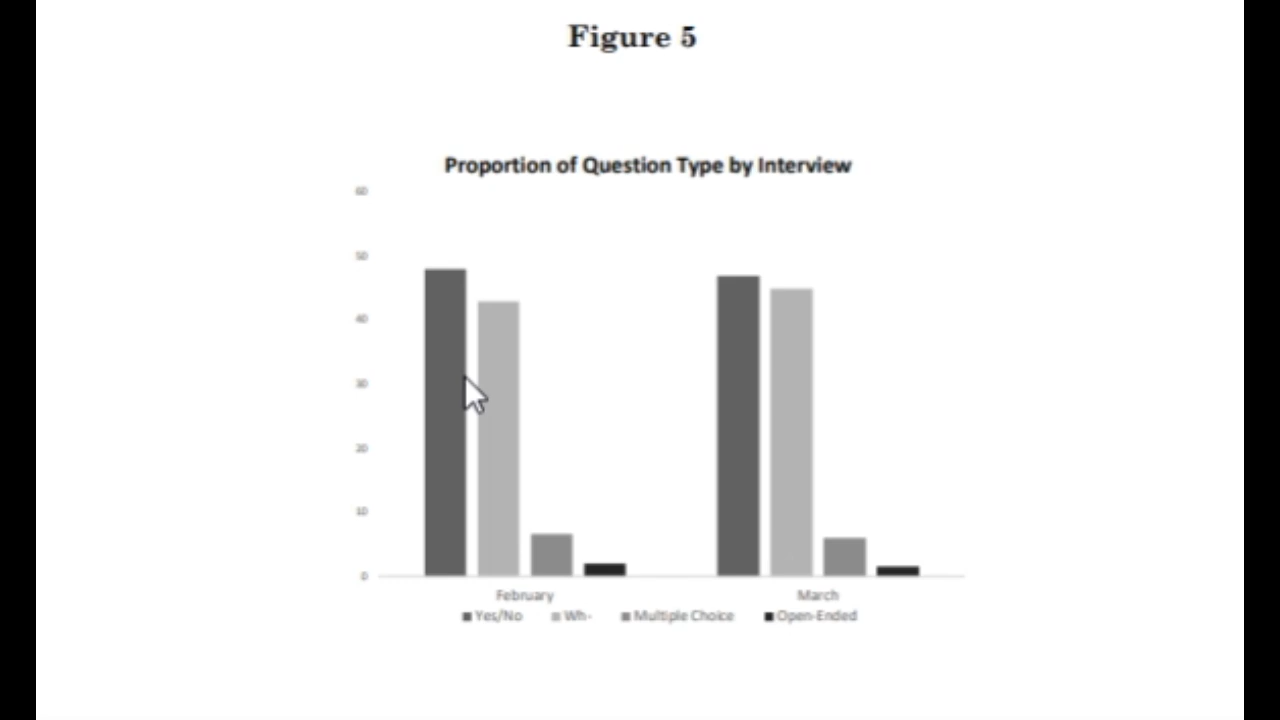 Figure 5
Proportion of Question Type by Interview
60
50
40
30
20
10
0
February March
Yes/No Wh- Multiple Choice Open-Ended